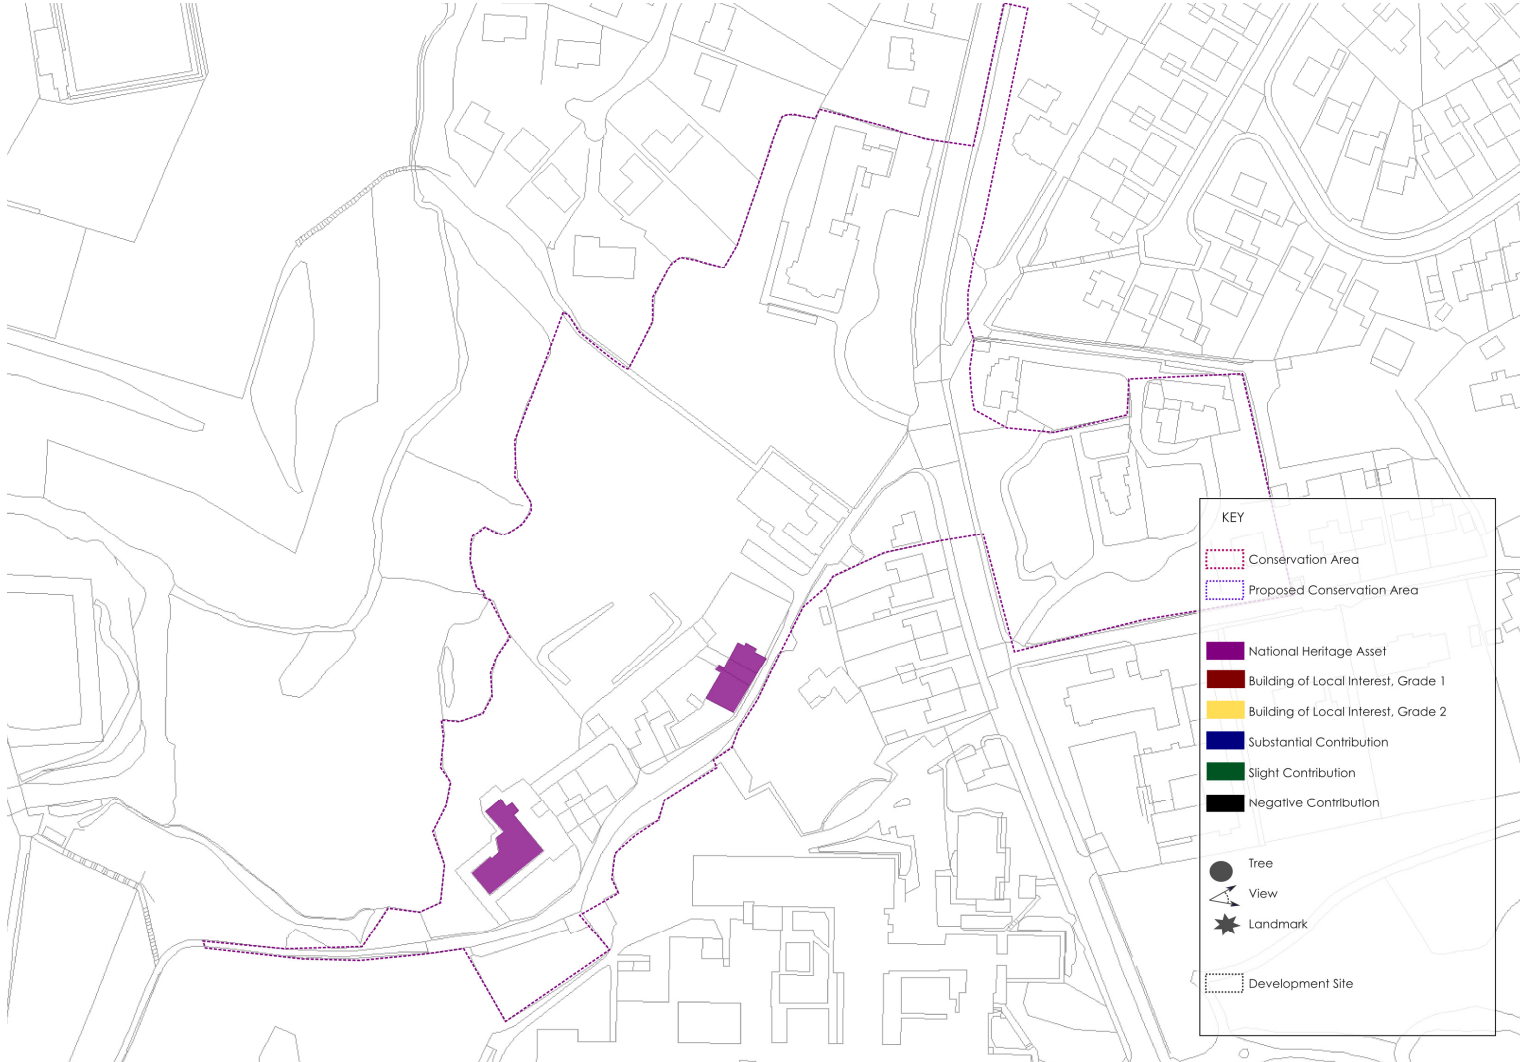 KEY
Conservation Area
Proposed Conservation Area
National Heritage Asset
Building of Local Interest, Grade 1
Building of Local Interest, Grade 2
Substantial Contribution
Slight Contribution
Negative Contribution
Tree
View
Landmark
Development Site